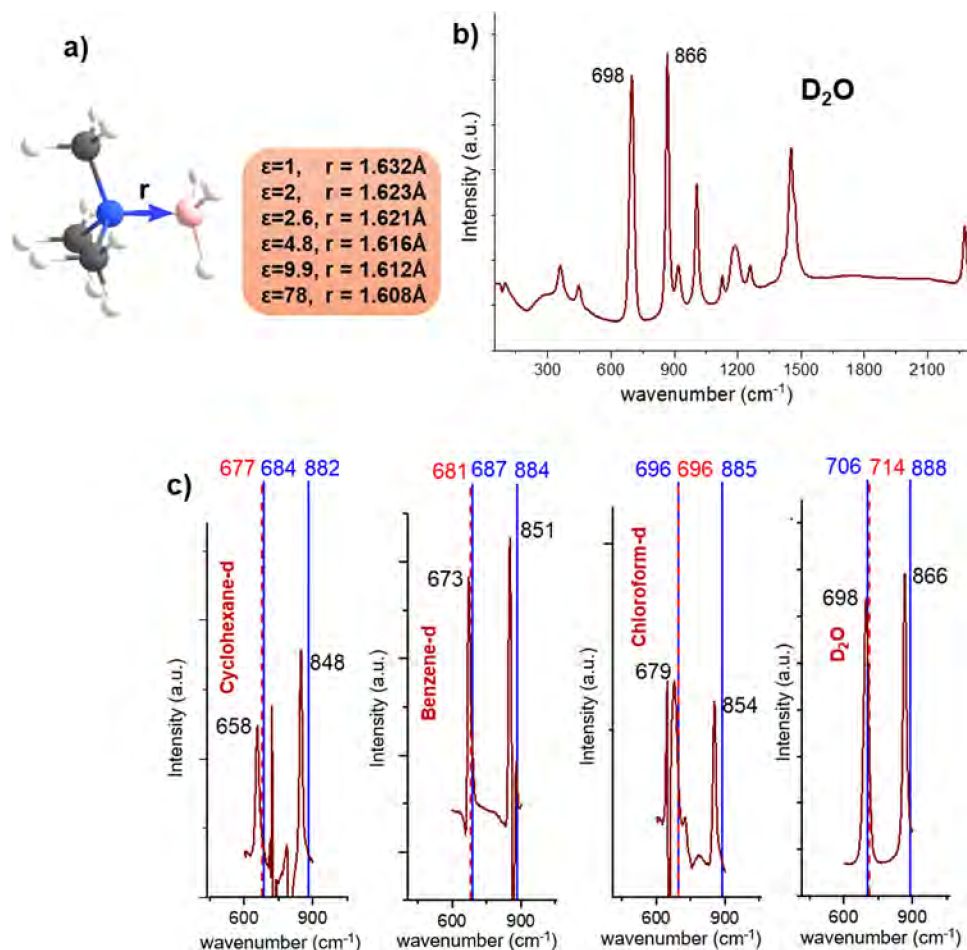 a)
r
ε=1, r = 1.632Å
ε=2, r = 1.623Å
ε=2.6, r = 1.621Å
ε=4.8, r = 1.616Å
ε=9.9, r = 1.612Å
ε=78, r = 1.608Å
b)
Intensity (a.u.)
698
866
D₂O
300 600 900 1200 1500 1800 2100
wavenumber (cm⁻¹)
c)
677 684 882
Intensity (a.u.)
Cyclohexane-d
658
848
600 900
wavenumber (cm⁻¹)
681 687 884
Intensity (a.u.)
Benzene-d
673
851
600 900
wavenumber (cm⁻¹)
696 696 885
Intensity (a.u.)
Chloroform-d
679
854
600 900
wavenumber (cm⁻¹)
706 714 888
Intensity (a.u.)
D₂O
698
866
600 900
wavenumber (cm⁻¹)